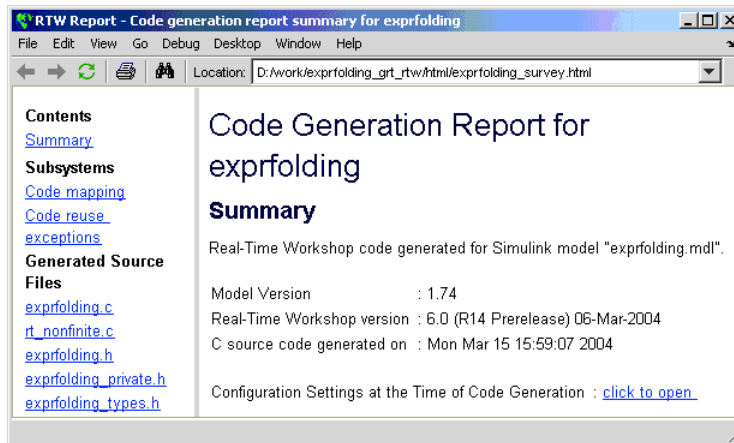 RTW Report - Code generation report summary for exprfolding
File Edit View Go Debug Desktop Window Help
Location: D:/work/exprfolding_grt_rtw/html/exprfolding_survey.html
Contents
Summary
Subsystems
Code mapping
Code reuse
exceptions
Generated Source
Files
exprfolding.c
rt_nonfinite.c
exprfolding.h
exprfolding_private.h
exprfolding_types.h
Code Generation Report for
exprfolding
Summary
Real-Time Workshop code generated for Simulink model "exprfolding.mdl".
Model Version : 1.74
Real-Time Workshop version : 6.0 (R14 Prerelease) 06-Mar-2004
C source code generated on : Mon Mar 15 15:59:07 2004
Configuration Settings at the Time of Code Generation : click to open